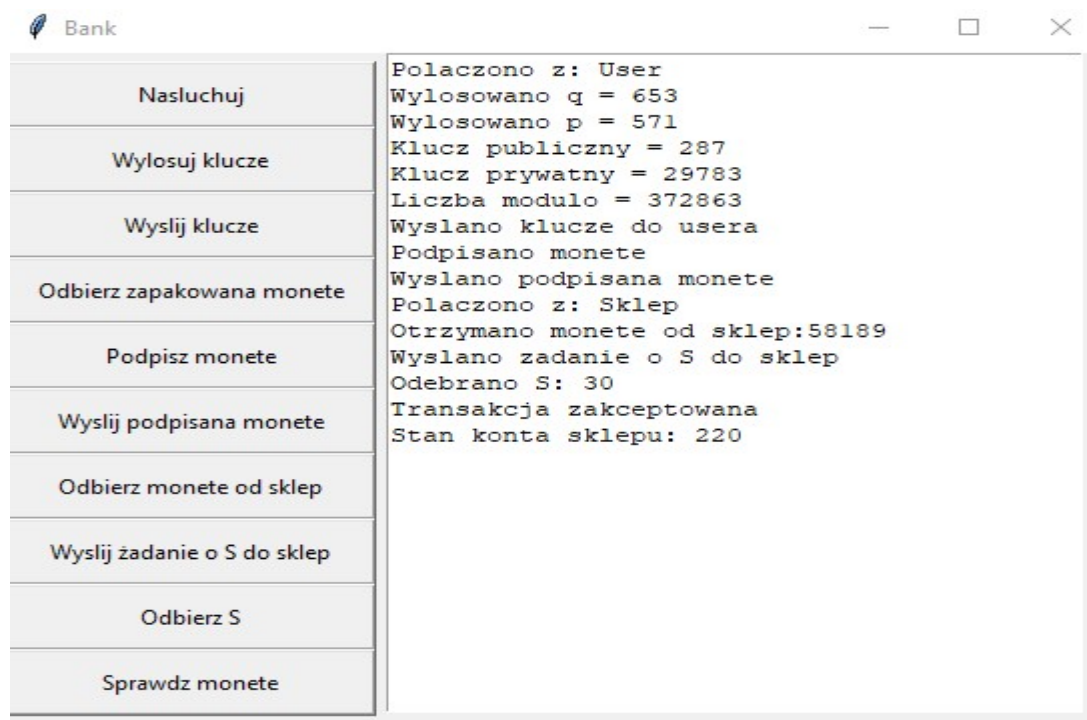 Bank
Nasluchuj
Wylosuj klucze
Wyslij klucze
Odbierz zapakowana monete
Podpisz monete
Wyslij podpisana monete
Odbierz monete od sklep
Wyslij żadanie o S do sklep
Odbierz S
Sprawdz monete
Polaczono z: User
Wylosowano q = 653
Wylosowano p = 571
Klucz publiczny = 287
Klucz prywatny = 29783
Liczba modulo = 372863
Wyslano klucze do usera
Podpisano monete
Wyslano podpisana monete
Polaczono z: Sklep
Otrzymano monete od sklep:58189
Wyslano zadanie o S do sklep
Odebrano S: 30
Transakcja zakceptowana
Stan konta sklepu: 220